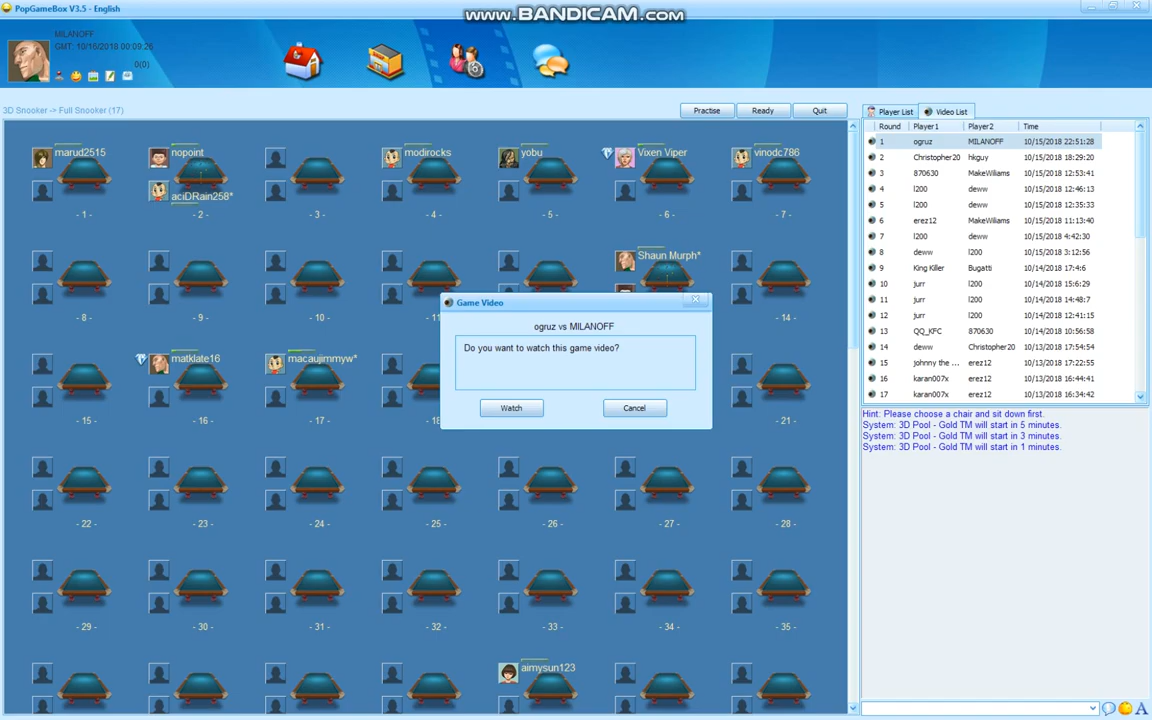 PopGameBox V3.5 - English
www.BANDICAM.com
MILANOFF
GMT: 10/16/2018 00:09:26
0(0)
3D Snooker -> Full Snooker (17)
Practise
Ready
Quit
marud2515
nopoint
modirocks
yobu
Vixen Viper
vinodc786
aciDRain258*
- 1 -
- 2 -
- 3 -
- 4 -
- 5 -
- 6 -
- 7 -
Shaun Murph*
- 8 -
- 9 -
- 10 -
- 14 -
matklate16
macaujimmyw*
- 15 -
- 16 -
- 17 -
- 21 -
- 22 -
- 23 -
- 24 -
- 25 -
- 26 -
- 27 -
- 28 -
- 29 -
- 30 -
- 31 -
- 32 -
- 33 -
- 34 -
- 35 -
aimysun123
Game Video
ogruz vs MILANOFF
Do you want to watch this game video?
Watch
Cancel
Player List
Video List
Round Player1 Player2 Time
1 ogruz MILANOFF 10/15/2018 22:51:28
2 Christopher20 hkguy 10/15/2018 18:29:20
3 870630 MakeWiliams 10/15/2018 12:53:41
4 l200 deww 10/15/2018 12:46:13
5 l200 deww 10/15/2018 12:35:33
6 erez12 MakeWiliams 10/15/2018 11:13:40
7 l200 deww 10/15/2018 4:42:30
8 deww l200 10/15/2018 3:12:56
9 King Killer Bugatti 10/14/2018 17:4:6
10 jurr l200 10/14/2018 15:6:29
11 jurr l200 10/14/2018 14:48:7
12 jurr l200 10/14/2018 12:41:15
13 QQ_KFC 870630 10/14/2018 10:56:58
14 deww Christopher20 10/13/2018 17:54:54
15 johnny the ... erez12 10/13/2018 17:22:55
16 karan007x erez12 10/13/2018 16:44:41
17 karan007x erez12 10/13/2018 16:34:42
Hint: Please choose a chair and sit down first.
System: 3D Pool - Gold TM will start in 5 minutes.
System: 3D Pool - Gold TM will start in 3 minutes.
System: 3D Pool - Gold TM will start in 1 minutes.